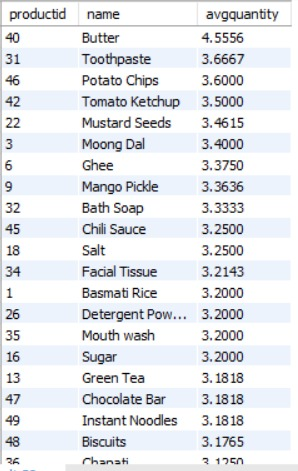 productid name avgquantity
40 Butter 4.5556
31 Toothpaste 3.6667
46 Potato Chips 3.6000
42 Tomato Ketchup 3.5000
22 Mustard Seeds 3.4615
3 Moong Dal 3.4000
6 Ghee 3.3750
9 Mango Pickle 3.3636
32 Bath Soap 3.3333
45 Chili Sauce 3.2500
18 Salt 3.2500
34 Facial Tissue 3.2143
1 Basmati Rice 3.2000
26 Detergent Pow... 3.2000
35 Mouth wash 3.2000
16 Sugar 3.2000
13 Green Tea 3.1818
47 Chocolate Bar 3.1818
49 Instant Noodles 3.1818
48 Biscuits 3.1765
36 Chapati 3.1250